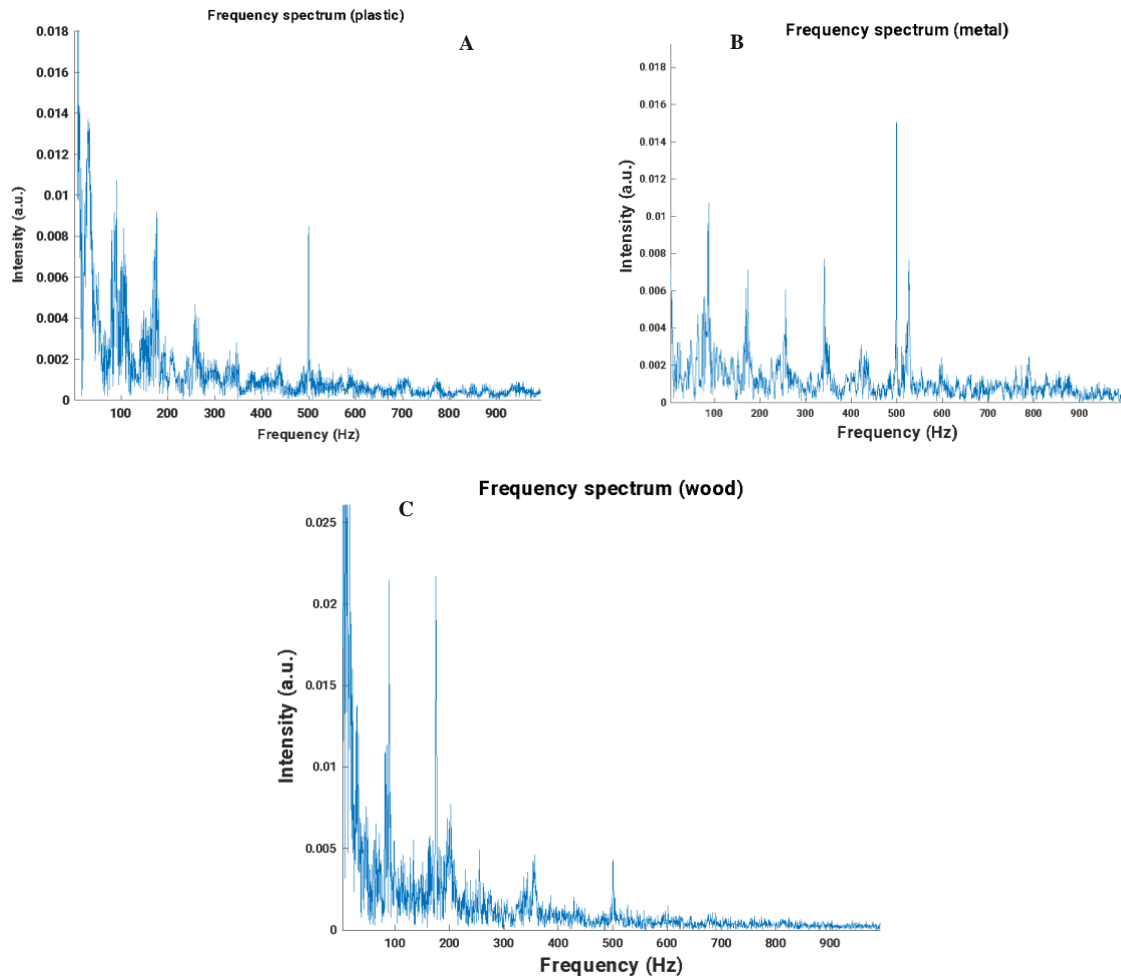 Frequency spectrum (plastic)
A
0.018
0.016
0.014
0.012
0.01
0.008
0.006
0.004
0.002
0
Intensity (a.u.)
100 200 300 400 500 600 700 800 900
Frequency (Hz)
Frequency spectrum (metal)
B
0.018
0.016
0.014
0.012
0.01
0.008
0.006
0.004
0.002
0
Intensity (a.u.)
100 200 300 400 500 600 700 800 900
Frequency (Hz)
Frequency spectrum (wood)
C
0.025
0.02
0.015
0.01
0.005
0
Intensity (a.u.)
100 200 300 400 500 600 700 800 900
Frequency (Hz)